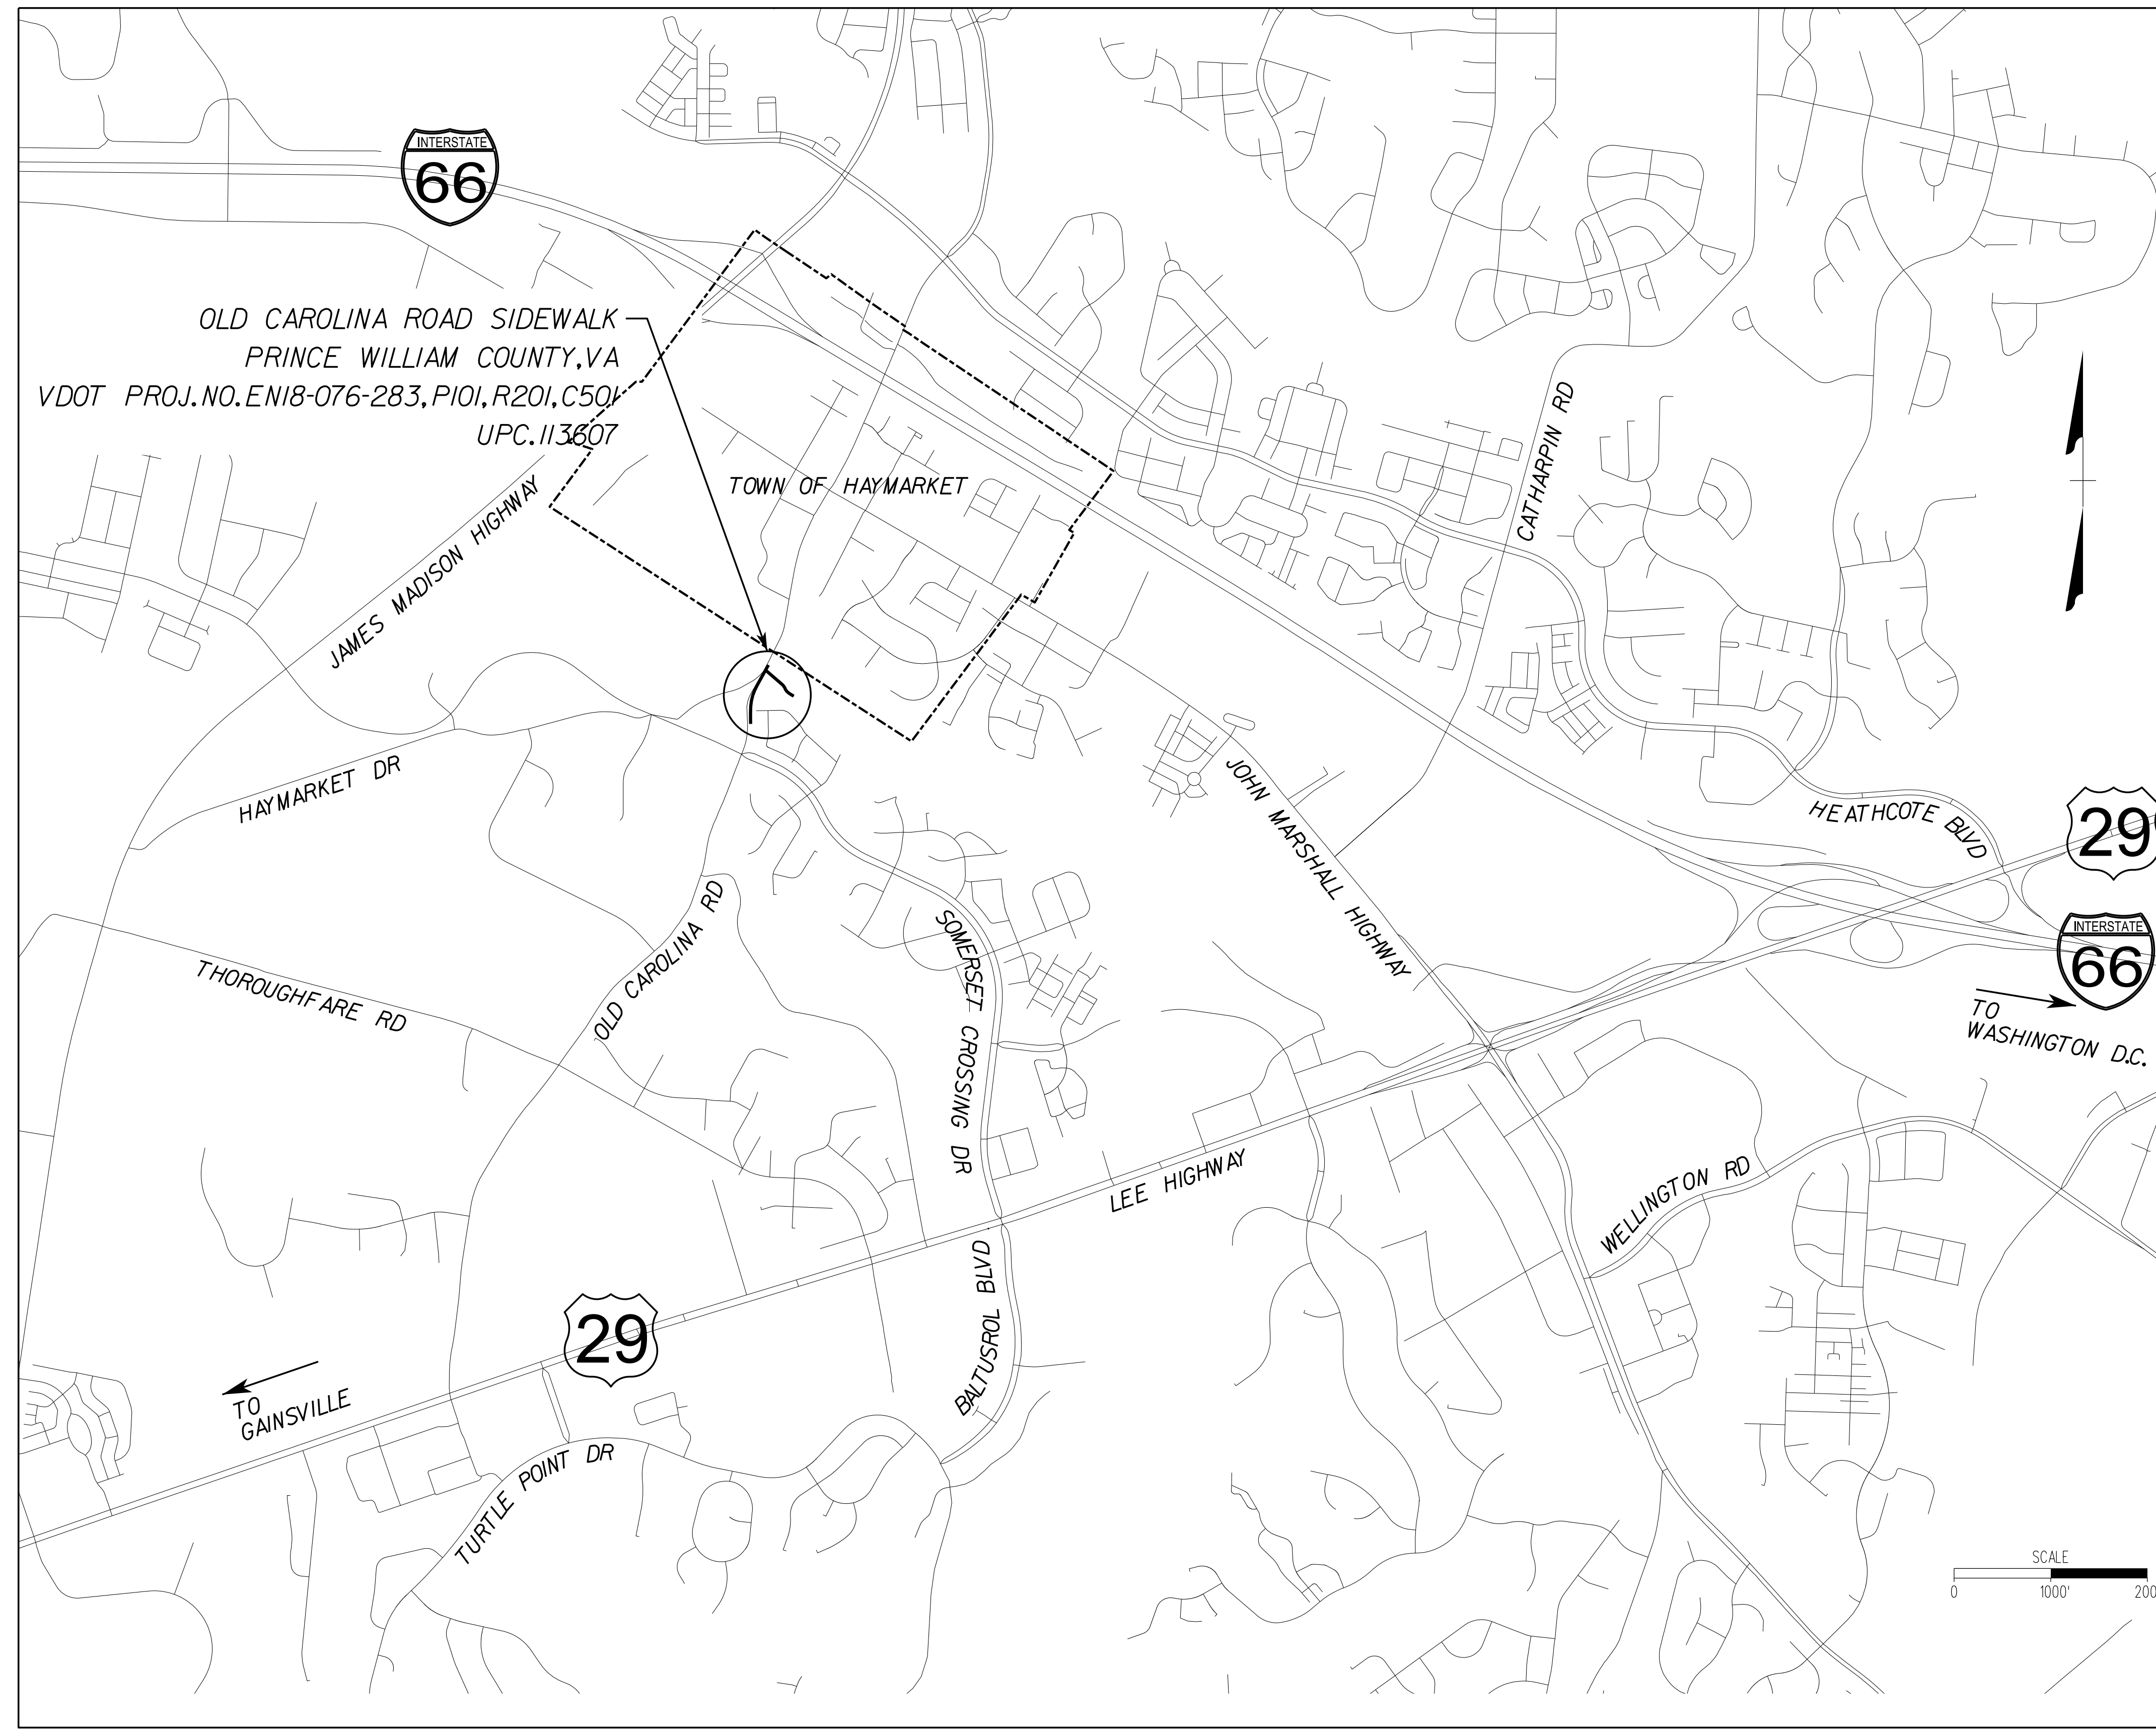 INTERSTATE
66
OLD CAROLINA ROAD SIDEWALK
PRINCE WILLIAM COUNTY, VA
VDOT PROJ. NO. EN18-076-283, P101, R201, C501
UPC. 113607
TOWN OF HAYMARKET
CATHARPIN RD
JAMES MADISON HIGHWAY
HAYMARKET DR
JOHN MARSHALL HIGHWAY
HEATHCOTE BLVD
29
OLD CAROLINA RD
SOMERSET CROSSING DR
INTERSTATE
66
THOROUGHFARE RD
TO
WASHINGTON D.C.
LEE HIGHWAY
WELLINGTON RD
BALTUSROL BLVD
29
TO
GAINSVILLE
TURTLE POINT DR
SCALE
0 1000' 200